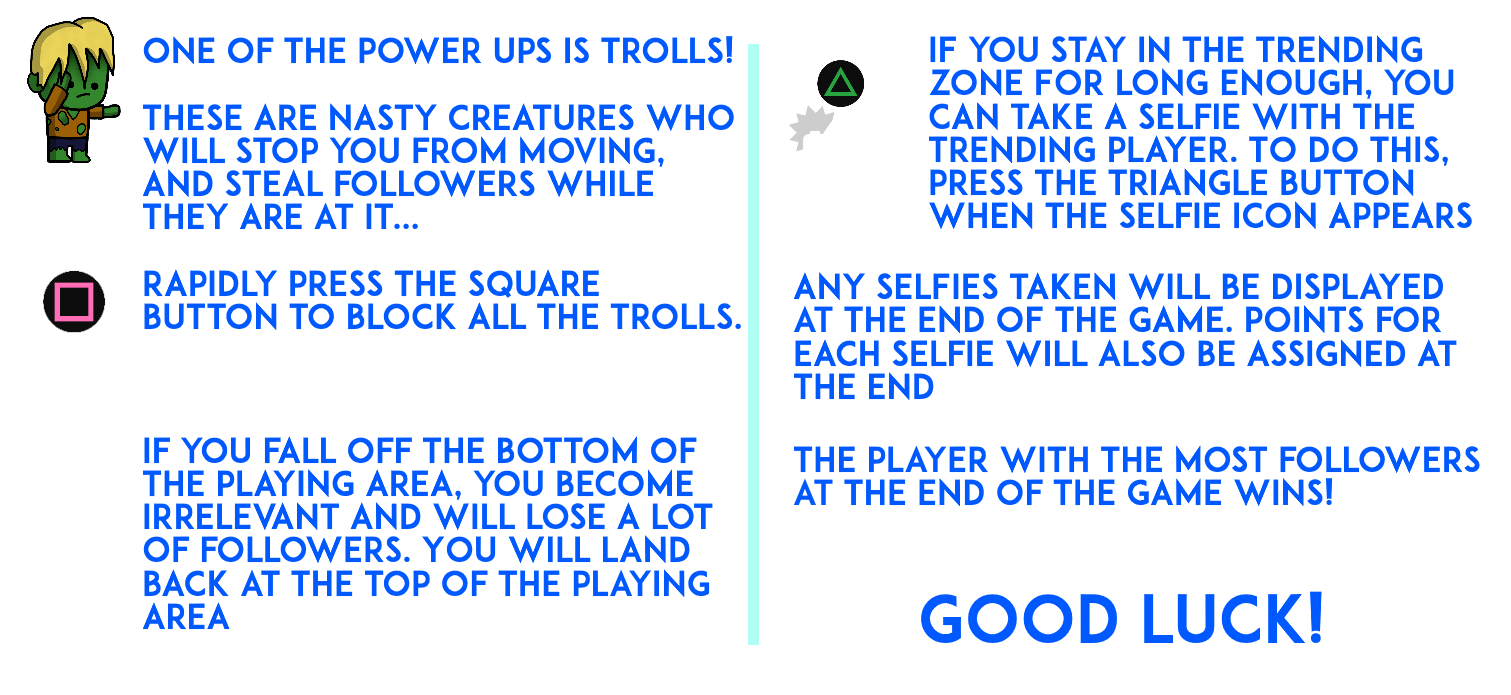 ONE OF THE POWER UPS IS TROLLS!
THESE ARE NASTY CREATURES WHO
WILL STOP YOU FROM MOVING,
AND STEAL FOLLOWERS WHILE
THEY ARE AT IT...
RAPIDLY PRESS THE SQUARE
BUTTON TO BLOCK ALL THE TROLLS.
IF YOU FALL OFF THE BOTTOM OF
THE PLAYING AREA, YOU BECOME
IRRELEVANT AND WILL LOSE A LOT
OF FOLLOWERS. YOU WILL LAND
BACK AT THE TOP OF THE PLAYING
AREA
IF YOU STAY IN THE TRENDING
ZONE FOR LONG ENOUGH, YOU
CAN TAKE A SELFIE WITH THE
TRENDING PLAYER. TO DO THIS,
PRESS THE TRIANGLE BUTTON
WHEN THE SELFIE ICON APPEARS
ANY SELFIES TAKEN WILL BE DISPLAYED
AT THE END OF THE GAME. POINTS FOR
EACH SELFIE WILL ALSO BE ASSIGNED AT
THE END
THE PLAYER WITH THE MOST FOLLOWERS
AT THE END OF THE GAME WINS!
GOOD LUCK!